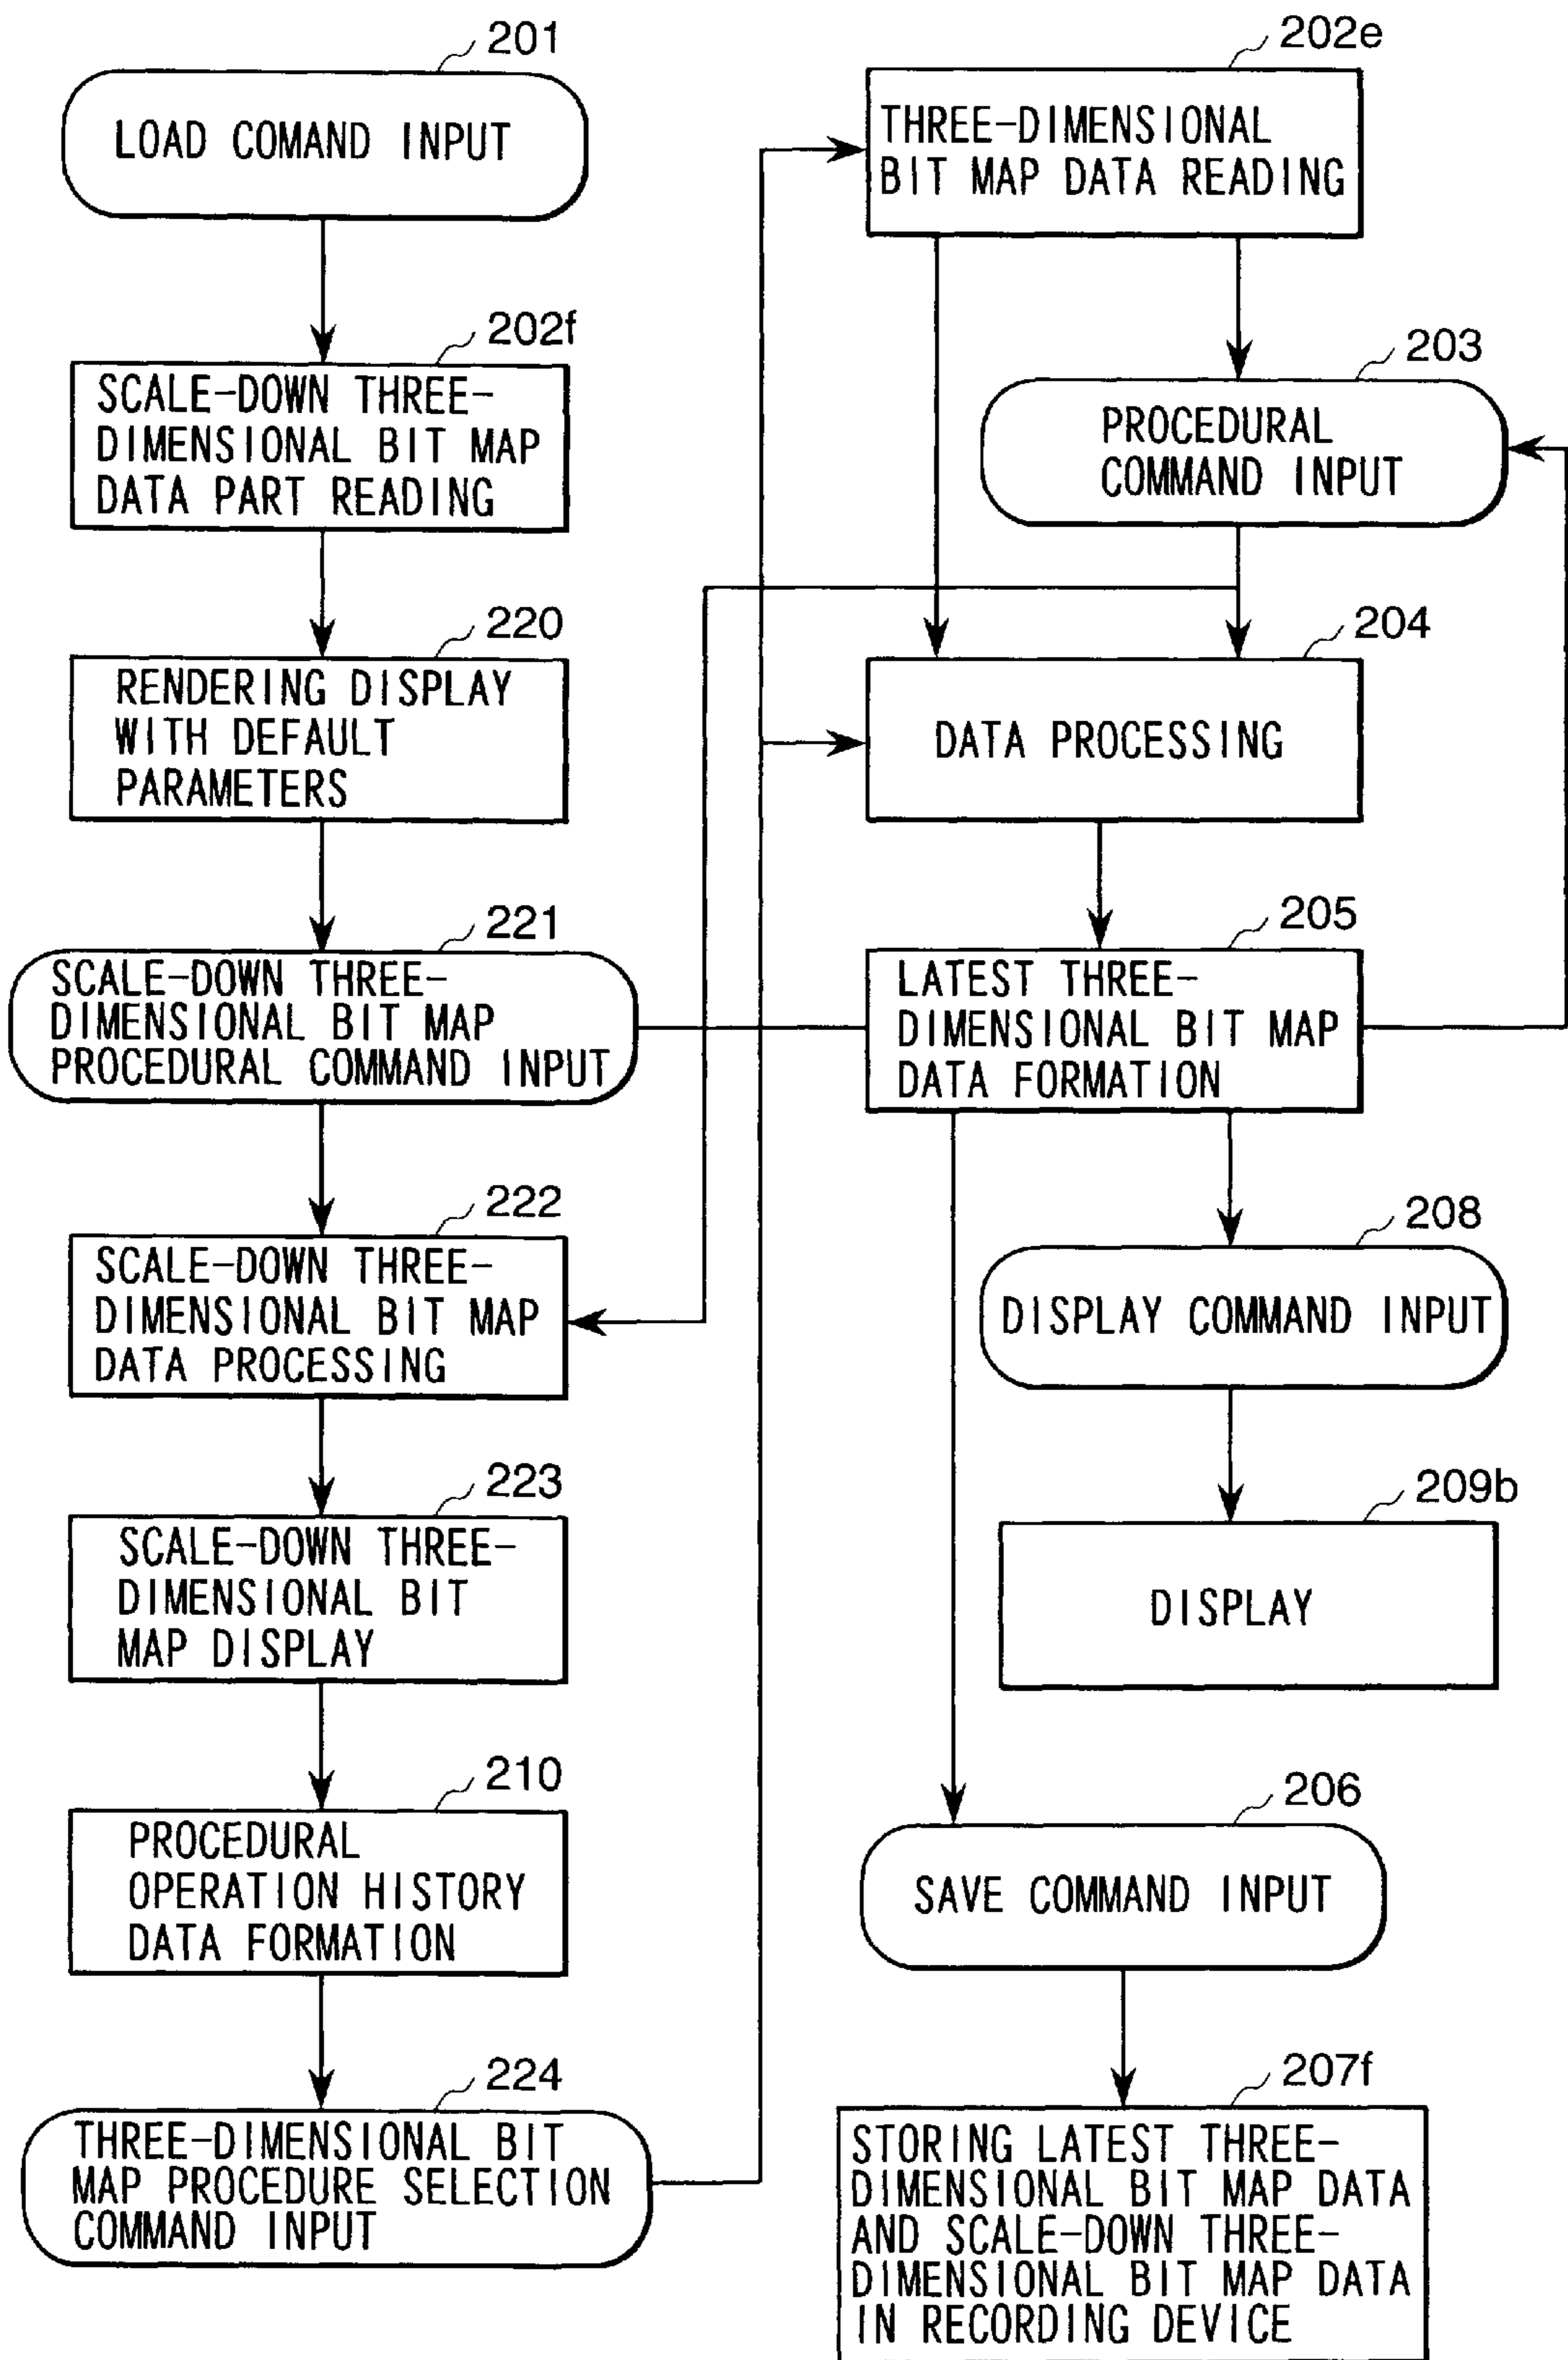 201
LOAD COMAND INPUT
202f
SCALE-DOWN THREE-
DIMENSIONAL BIT MAP
DATA PART READING
220
RENDERING DISPLAY
WITH DEFAULT
PARAMETERS
221
SCALE-DOWN THREE-
DIMENSIONAL BIT MAP
PROCEDURAL COMMAND INPUT
222
SCALE-DOWN THREE-
DIMENSIONAL BIT MAP
DATA PROCESSING
223
SCALE-DOWN THREE-
DIMENSIONAL BIT
MAP DISPLAY
210
PROCEDURAL
OPERATION HISTORY
DATA FORMATION
224
THREE-DIMENSIONAL BIT
MAP PROCEDURE SELECTION
COMMAND INPUT
202e
THREE-DIMENSIONAL
BIT MAP DATA READING
203
PROCEDURAL
COMMAND INPUT
204
DATA PROCESSING
205
LATEST THREE-
DIMENSIONAL BIT MAP
DATA FORMATION
208
DISPLAY COMMAND INPUT
209b
DISPLAY
206
SAVE COMMAND INPUT
207f
STORING LATEST THREE-
DIMENSIONAL BIT MAP DATA
AND SCALE-DOWN THREE-
DIMENSIONAL BIT MAP DATA
IN RECORDING DEVICE